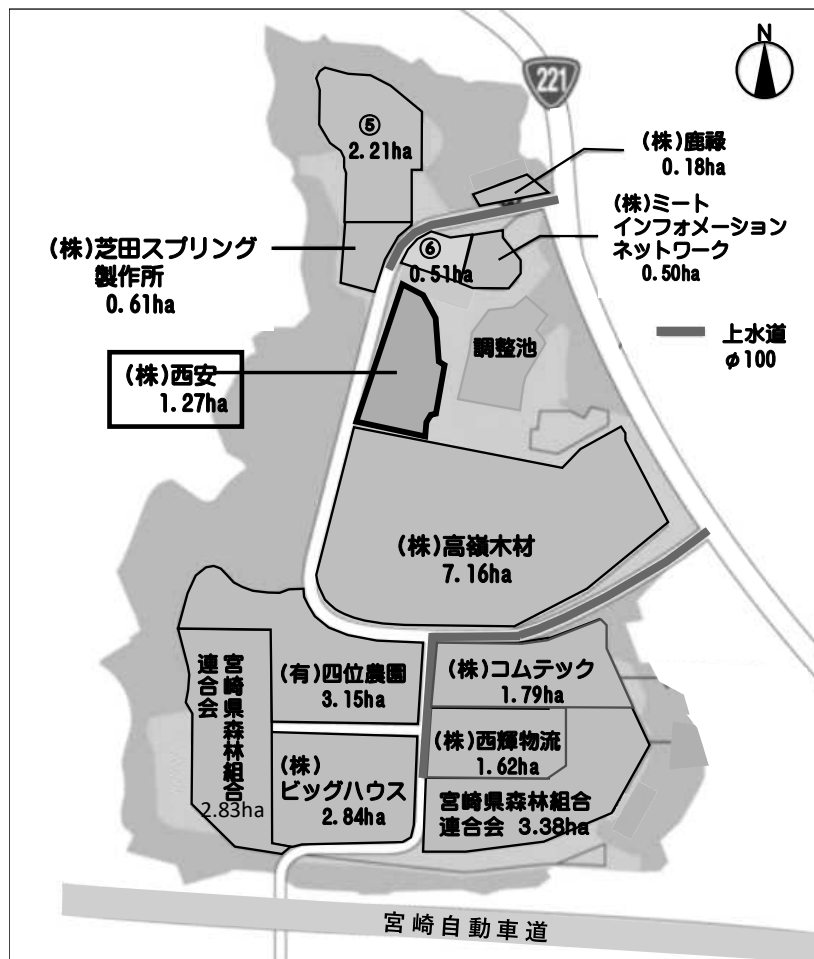 N
221
⑤
2.21ha
(株)鹿祿
0.18ha
(株)ミート
インフォメーション
ネットワーク
0.50ha
⑥
0.51ha
(株)芝田スプリング
製作所
0.61ha
上水道
φ100
調整池
(株)西安
1.27ha
(株)高嶺木材
7.16ha
宮崎県森林組合
連合会
2.83ha
(有)四位農園
3.15ha
(株)コムテック
1.79ha
(株)西輝物流
1.62ha
(株)
ビッグハウス
2.84ha
宮崎県森林組合
連合会 3.38ha
宮崎自動車道